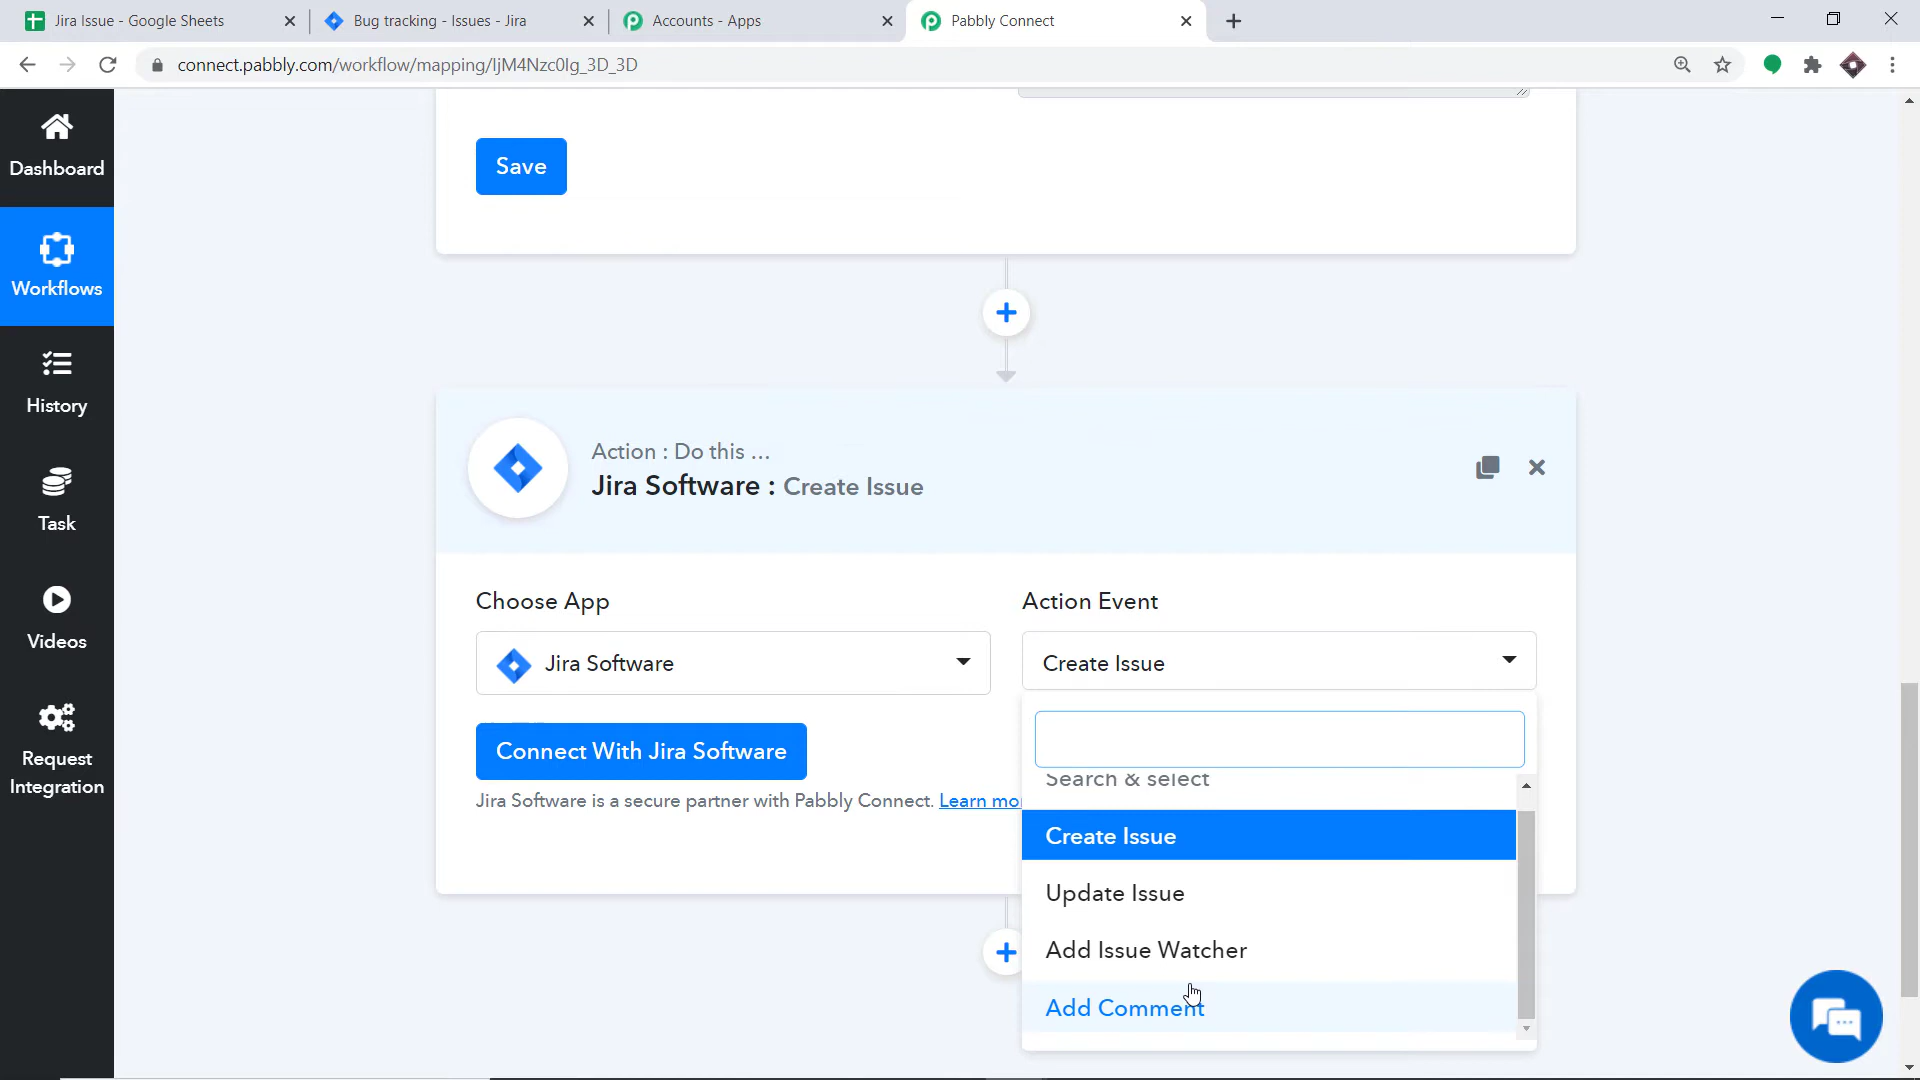 Jira Issue - Google Sheets
Bug tracking - Issues - Jira
Accounts - Apps
Pabbly Connect
connect.pabbly.com/workflow/mapping/IjM4Nzc0Ig_3D_3D
Dashboard
Workflows
History
Task
Videos
Request
Integration
Save
Action : Do this ...
Jira Software : Create Issue
Choose App
Action Event
Jira Software
Create Issue
Connect With Jira Software
Jira Software is a secure partner with Pabbly Connect. Learn mo
Search & select
Create Issue
Update Issue
Add Issue Watcher
Add Comment